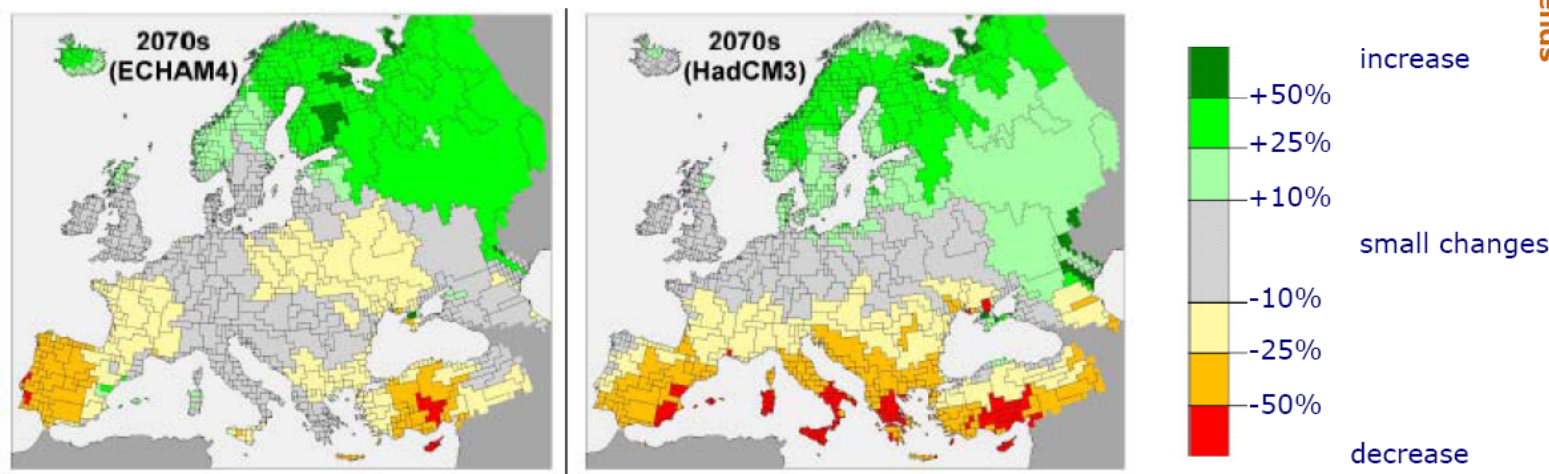 2070s
(ECHAM4)
2070s
(HadCM3)
increase
+50%
+25%
+10%
small changes
-10%
-25%
-50%
decrease